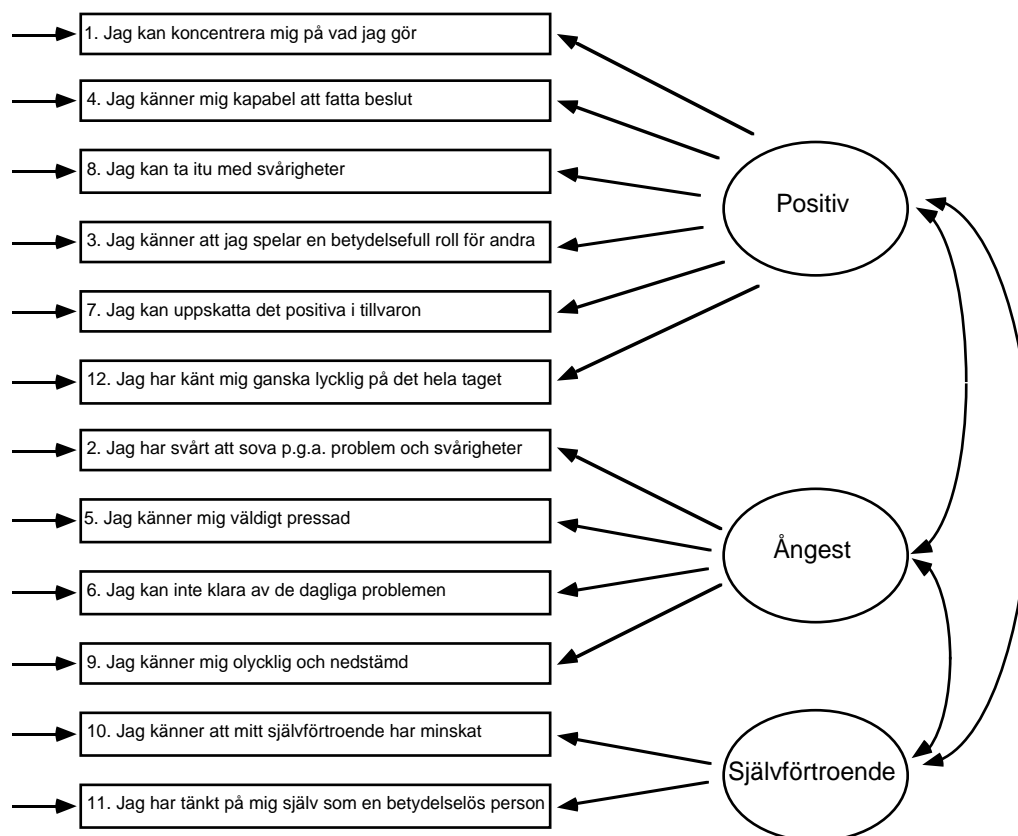 1. Jag kan koncentrera mig på vad jag gör
4. Jag känner mig kapabel att fatta beslut
8. Jag kan ta itu med svårigheter
3. Jag känner att jag spelar en betydelsefull roll för andra
7. Jag kan uppskatta det positiva i tillvaron
12. Jag har känt mig ganska lycklig på det hela taget
2. Jag har svårt att sova p.g.a. problem och svårigheter
5. Jag känner mig väldigt pressad
6. Jag kan inte klara av de dagliga problemen
9. Jag känner mig olycklig och nedstämd
10. Jag känner att mitt självförtroende har minskat
11. Jag har tänkt på mig själv som en betydelselös person
Positiv
Ångest
Självförtroende